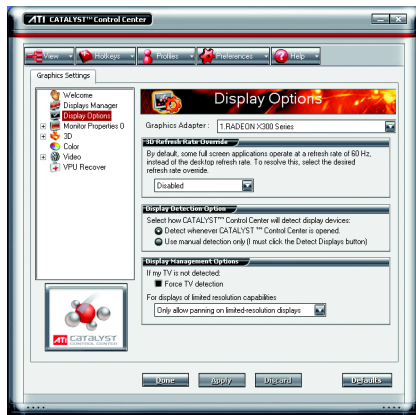 ATI CATALYST™ Control Center
View
Hotkeys
Profiles
Preferences
Help
Graphics Settings
Welcome
Displays Manager
Display Options
Monitor Properties 0
3D
Color
Video
VPU Recover
Display Options
Graphics Adapter :
1.RADEON X300 Series
3D Refresh Rate Override
By default, some full screen applications operate at a refresh rate of 60 Hz,
instead of the desktop refresh rate. To resolve this, select the desired
refresh rate override.
Disabled
Display Detection Option
Select how CATALYST™ Control Center will detect display devices:
Detect whenever CATALYST ™ Control Center is opened.
Use manual detection only (I must click the Detect Displays button)
Display Management Options
If my TV is not detected:
Force TV detection
For displays of limited resolution capabilities
Only allow panning on limited-resolution displays
ATI CATALYST
CONTROL CENTER
Done
Apply
Discard
Defaults